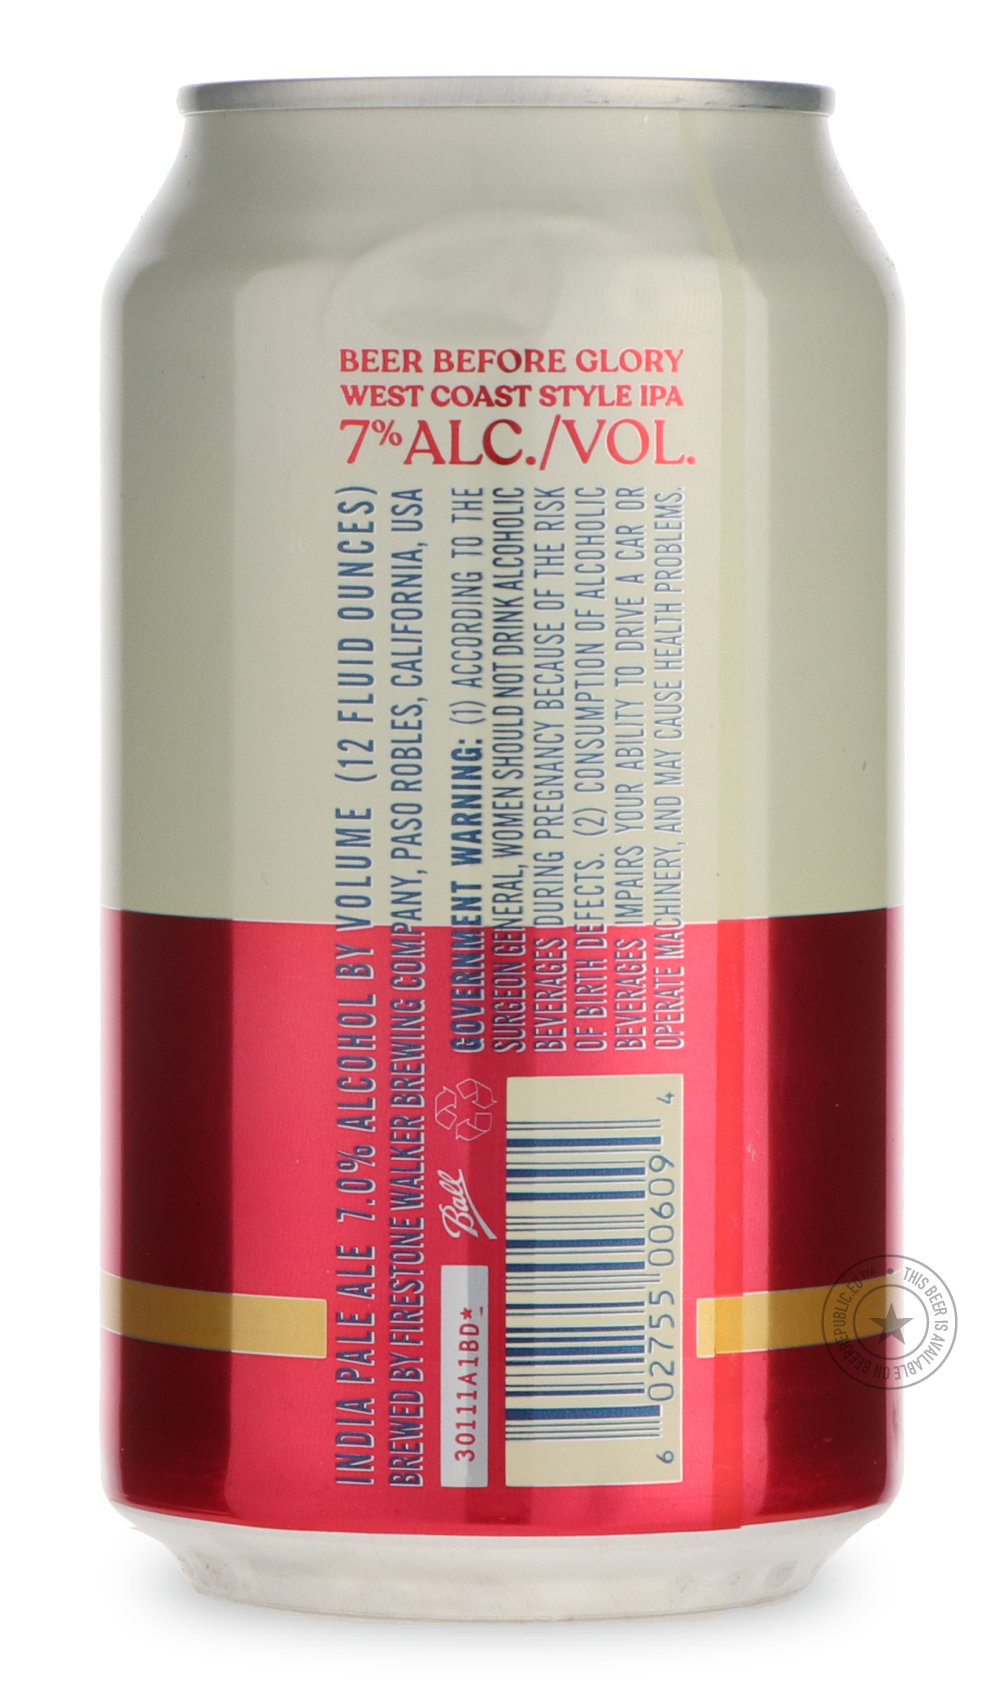 BEER BEFORE GLORY
WEST COAST STYLE IPA
7% ALC./VOL.
INDIA PALE ALE 7.0% ALCOHOL BY VOLUME (12 FLUID OUNCES)
BREWED BY FIRESTONE WALKER BREWING COMPANY, PASO ROBLES, CALIFORNIA, USA
GOVERNMENT WARNING: (1) ACCORDING TO THE
SURGEON GENERAL, WOMEN SHOULD NOT DRINK ALCOHOLIC
BEVERAGES DURING PREGNANCY BECAUSE OF THE RISK
OF BIRTH DEFECTS. (2) CONSUMPTION OF ALCOHOLIC
BEVERAGES IMPAIRS YOUR ABILITY TO DRIVE A CAR OR
OPERATE MACHINERY, AND MAY CAUSE HEALTH PROBLEMS.
Ball
30111A1BD★
6 02755 00609 4
THIS BEER IS AVAILABLE ON BEERREPUBLIC.EU™ •